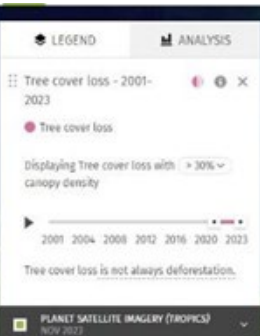 LEGEND
ANALYSIS
Tree cover loss - 2001-
2023
Tree cover loss
Displaying Tree cover loss with > 30%
canopy density
2001 2004 2008 2012 2016 2020 2023
Tree cover loss is not always deforestation.
PLANET SATELLITE IMAGERY (TROPICS)
NOV 2023